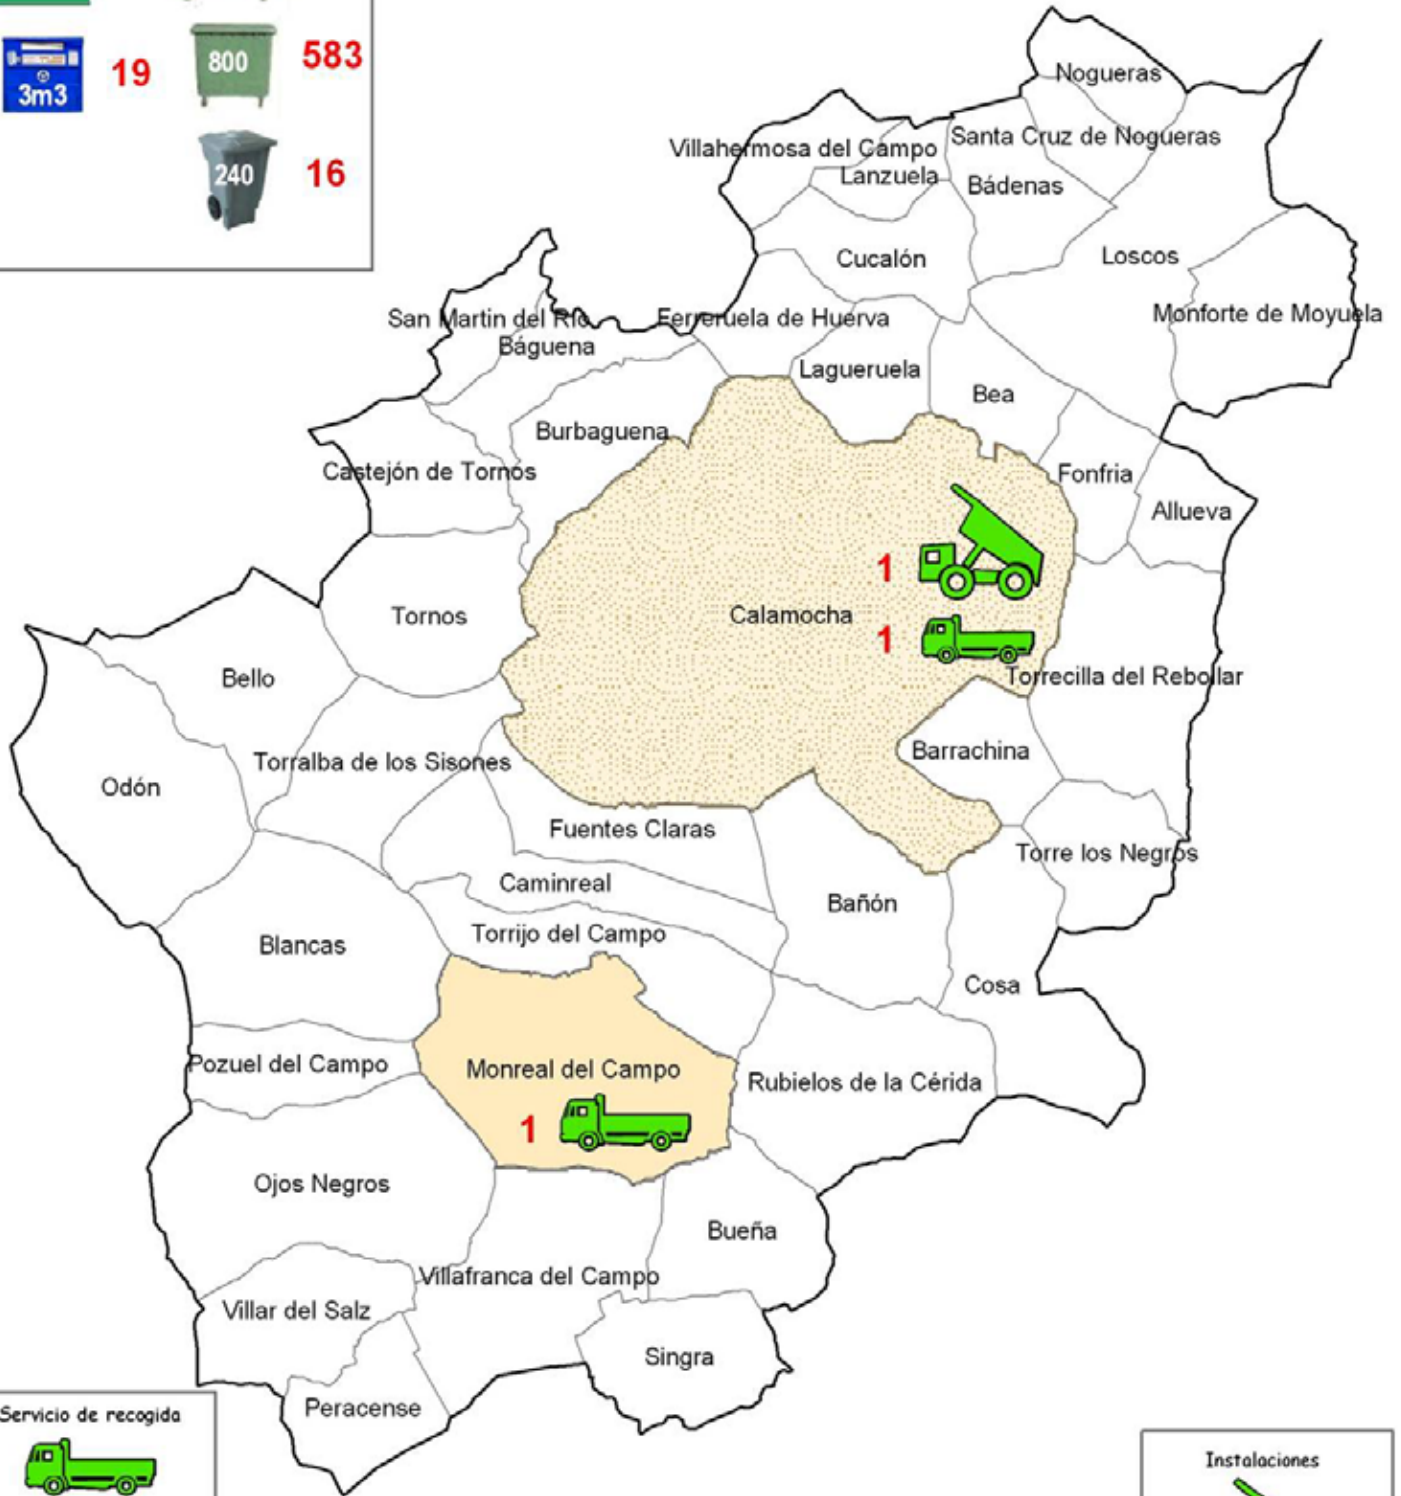 3m3
19
800
583
240
16
Nogueras
Santa Cruz de Nogueras
Villahermosa del Campo
Lanzuela
Bádenas
Cucalón
Loscos
Monforte de Moyuela
San Martin del Río
Ferreruela de Huerva
Báguena
Lagueruela
Bea
Burbaguena
Castejón de Tornos
Fonfria
Allueva
1
Calamocha
1
Tornos
Bello
Torrecilla del Rebollar
Barrachina
Torralba de los Sisones
Odón
Fuentes Claras
Torre los Negros
Caminreal
Bañón
Torrijo del Campo
Blancas
Cosa
Pozuel del Campo
Monreal del Campo
1
Rubielos de la Cérida
Ojos Negros
Bueña
Villafranca del Campo
Villar del Salz
Singra
Peracense
Servicio de recogida
Instalaciones